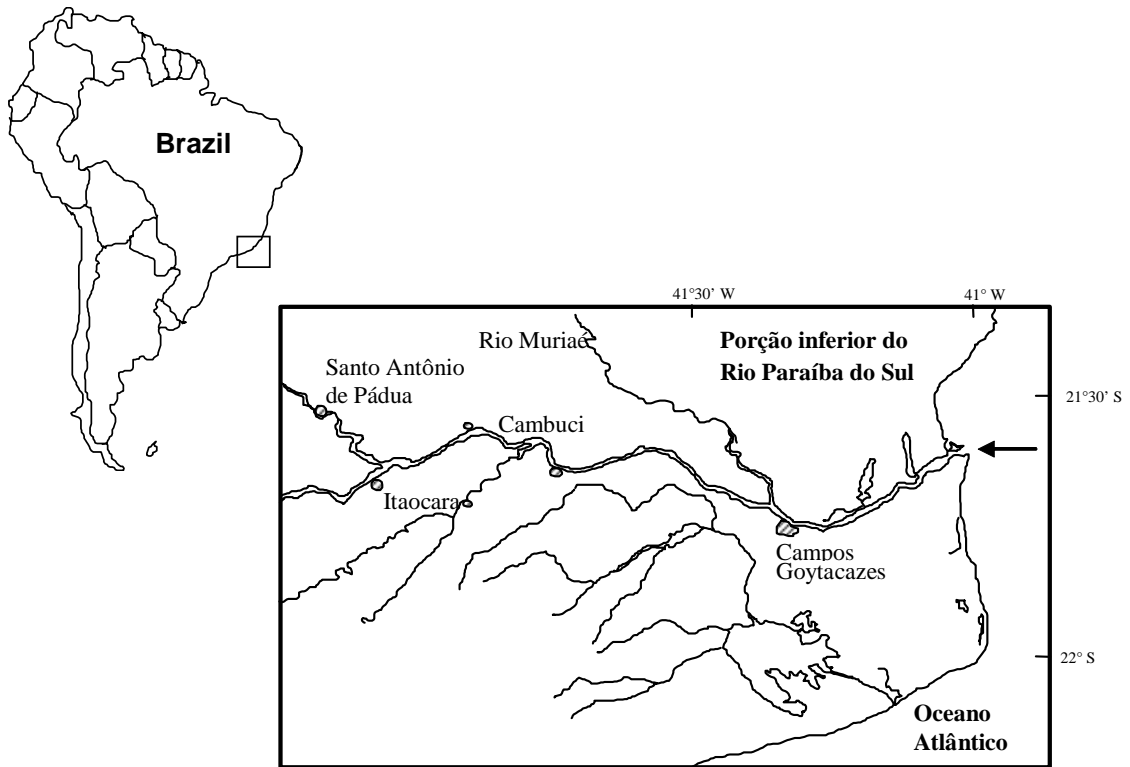 Brazil
41°30’ W
41° W
Rio Muriaé
Porção inferior do
Rio Paraíba do Sul
Santo Antônio
de Pádua
21°30’ S
Cambuci
Itaocara
Campos
Goytacazes
22° S
Oceano
Atlântico